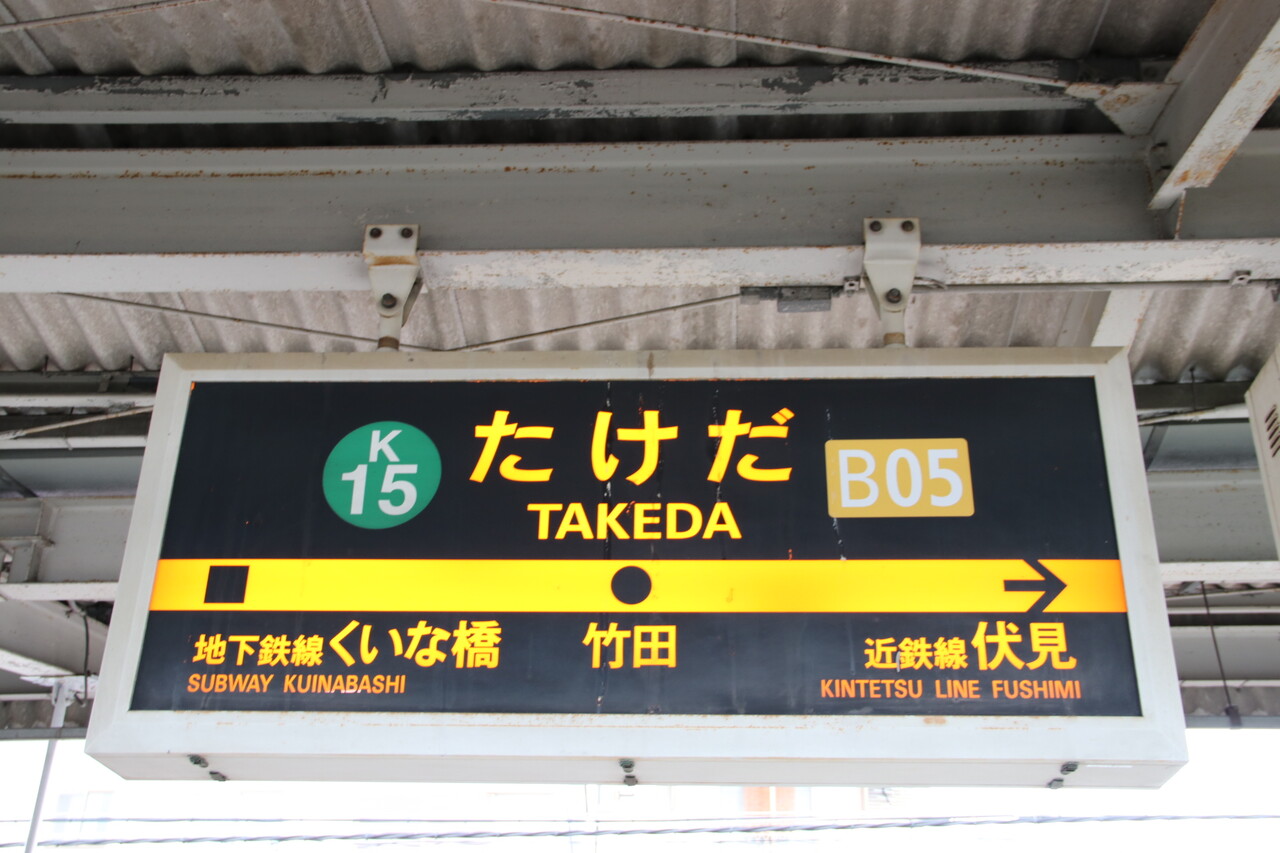 K
15
たけだ
B05
TAKEDA
地下鉄線くいな橋
SUBWAY KUINABASHI
竹田
近鉄線伏見
KINTETSU LINE FUSHIMI